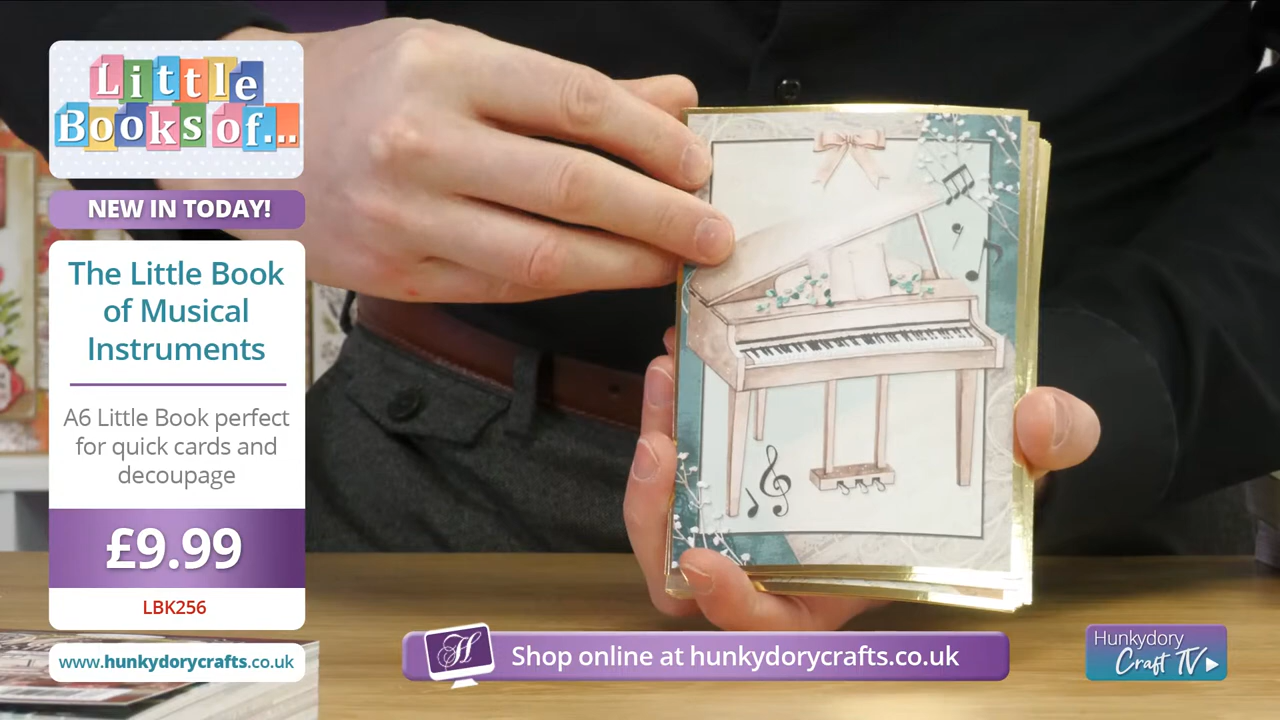 Little
Books of...
NEW IN TODAY!
The Little Book
of Musical
Instruments
A6 Little Book perfect
for quick cards and
decoupage
£9.99
LBK256
www.hunkydorycrafts.co.uk
H
Shop online at hunkydorycrafts.co.uk
Hunkydory
Craft TV